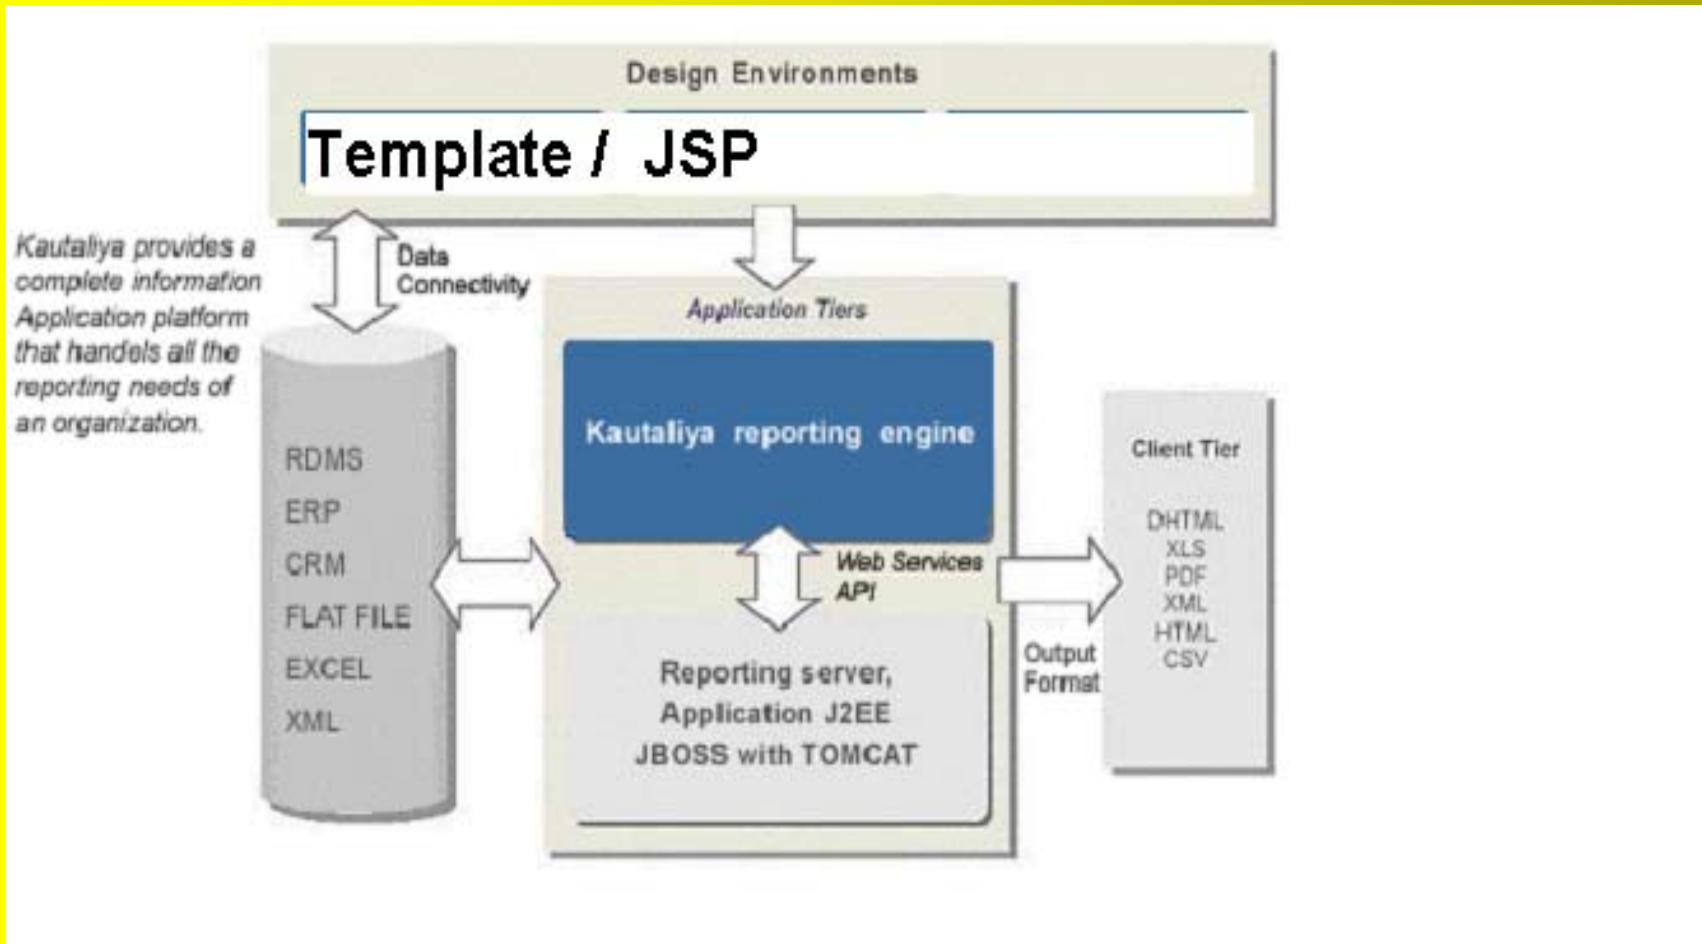 Design Environments
Template / JSP
Kautaliya provides a
complete information
Application platform
that handels all the
reporting needs of
an organization.
Data
Connectivity
RDMS
ERP
CRM
FLAT FILE
EXCEL
XML
Application Tiers
Kautaliya reporting engine
Web Services
API
Reporting server,
Application J2EE
JBOSS with TOMCAT
Output
Format
Client Tier
DHTML
XLS
PDF
XML
HTML
CSV